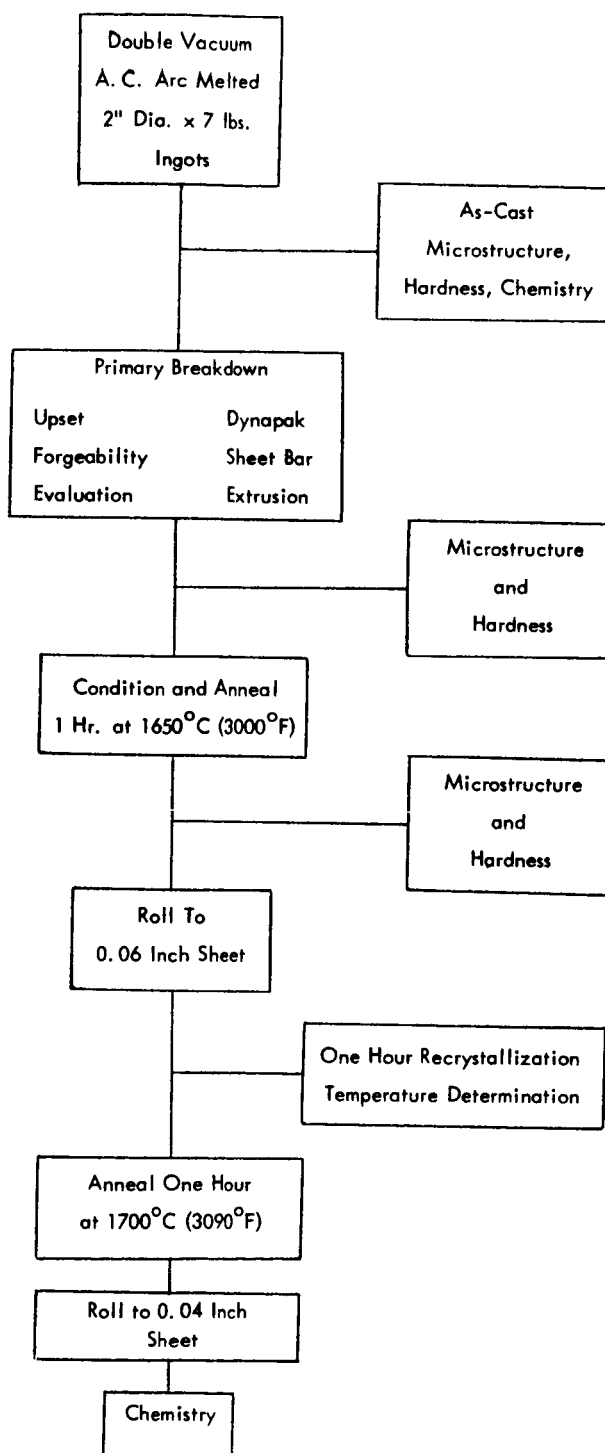 Double Vacuum
A. C. Arc Melted
2" Dia. x 7 lbs.
Ingots
As-Cast
Microstructure,
Hardness, Chemistry
Primary Breakdown
Upset Dynapak
Forgeability Sheet Bar
Evaluation Extrusion
Microstructure
and
Hardness
Condition and Anneal
1 Hr. at 1650°C (3000°F)
Microstructure
and
Hardness
Roll To
0.06 Inch Sheet
One Hour Recrystallization
Temperature Determination
Anneal One Hour
at 1700°C (3090°F)
Roll to 0.04 Inch
Sheet
Chemistry